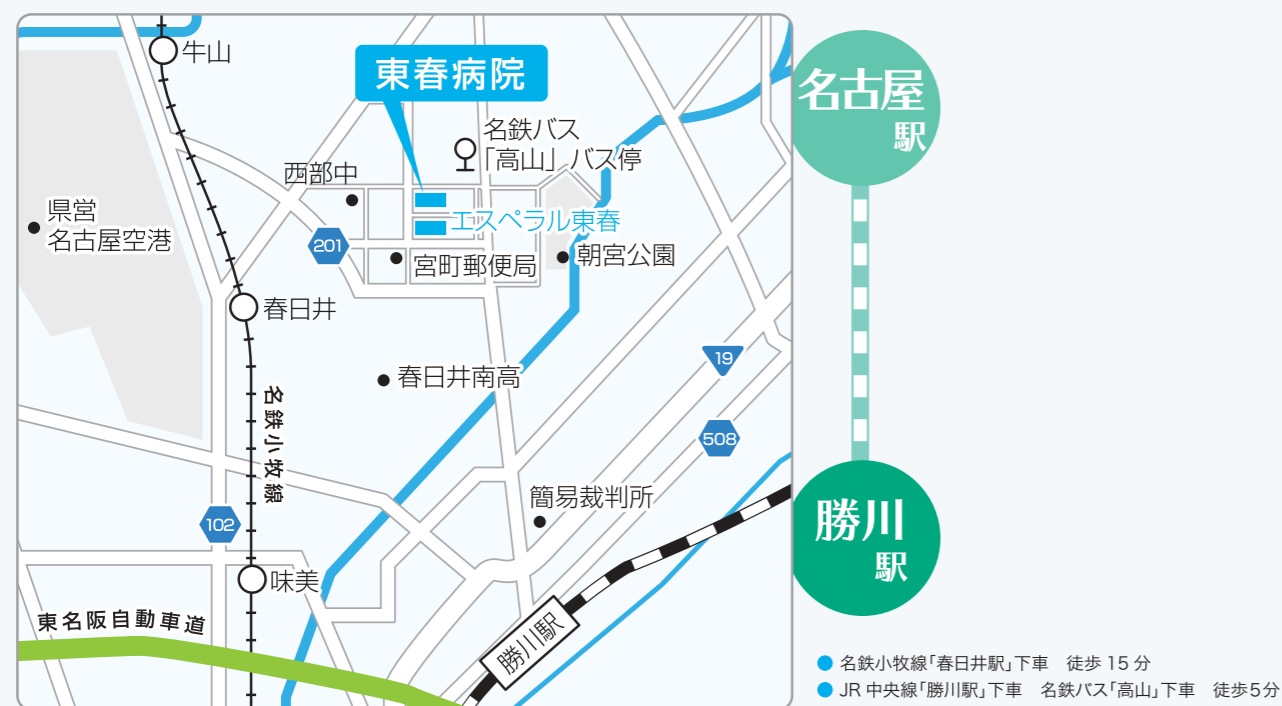 牛山
東春病院
名鉄バス
「高山」バス停
西部中
県営
名古屋空港
エスペラル東春
201
宮町郵便局
朝宮公園
春日井
19
春日井南高
名鉄小牧線
508
簡易裁判所
102
味美
東名阪自動車道
勝川駅
名古屋
駅
勝川
駅
● 名鉄小牧線「春日井駅」下車　徒歩 15 分
● JR 中央線「勝川駅」下車　名鉄バス「高山」下車　徒歩5分